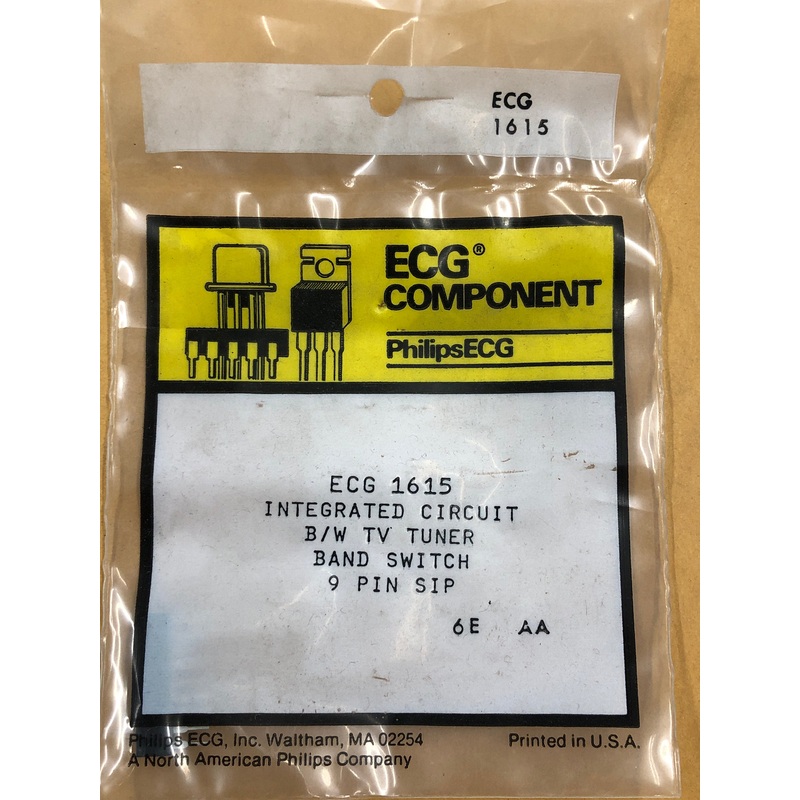 ECG
1615
ECG®
COMPONENT
PhilipsECG
ECG 1615
INTEGRATED CIRCUIT
B/W TV TUNER
BAND SWITCH
9 PIN SIP
6E AA
Philips ECG, Inc. Waltham, MA 02254
A North American Philips Company
Printed in U.S.A.